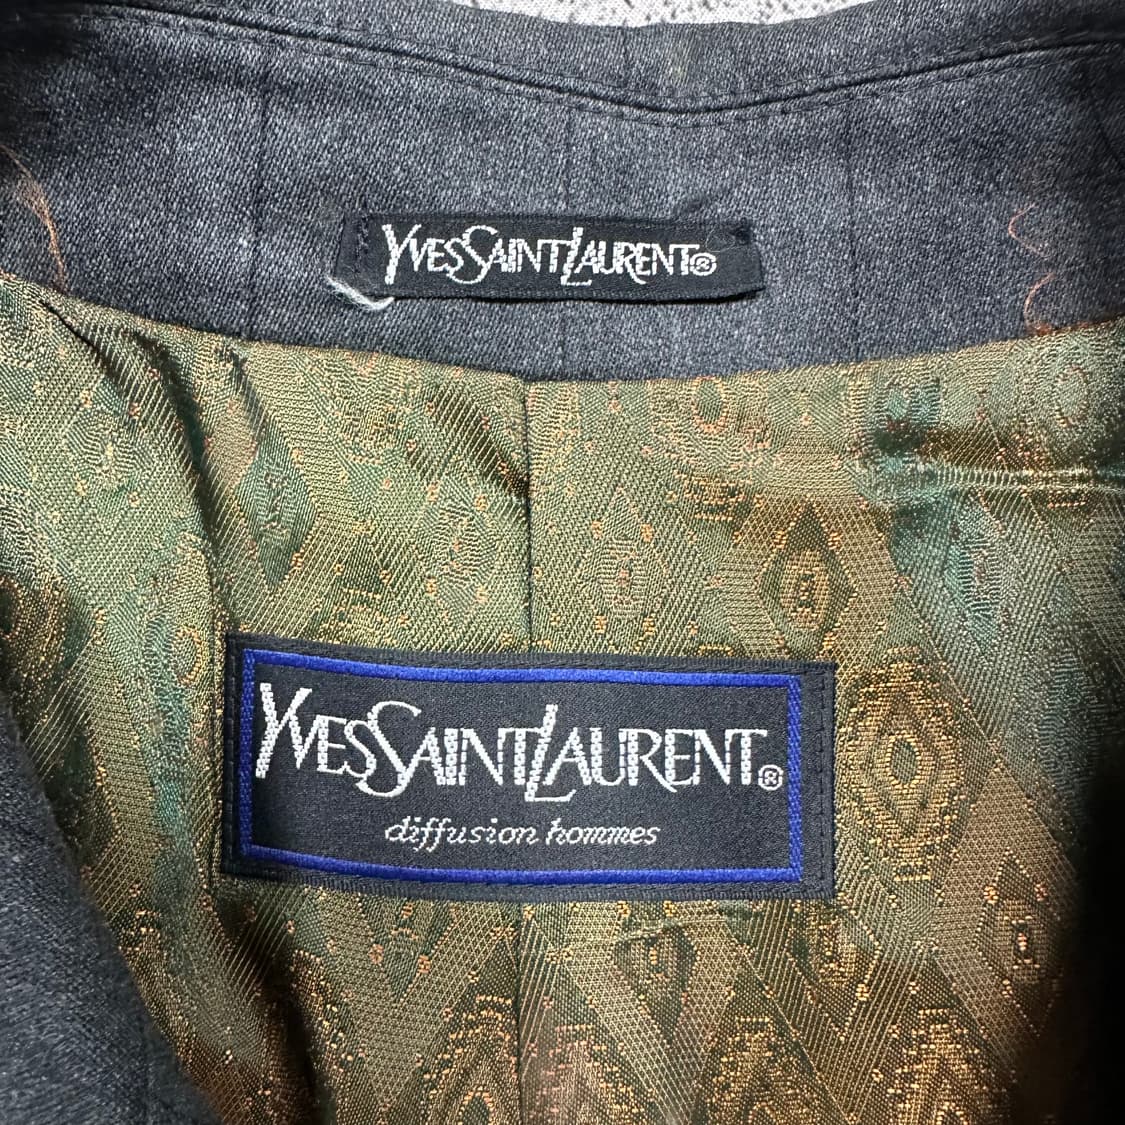 YVES SAINT LAURENT®
YVES SAINT LAURENT®
diffusion hommes